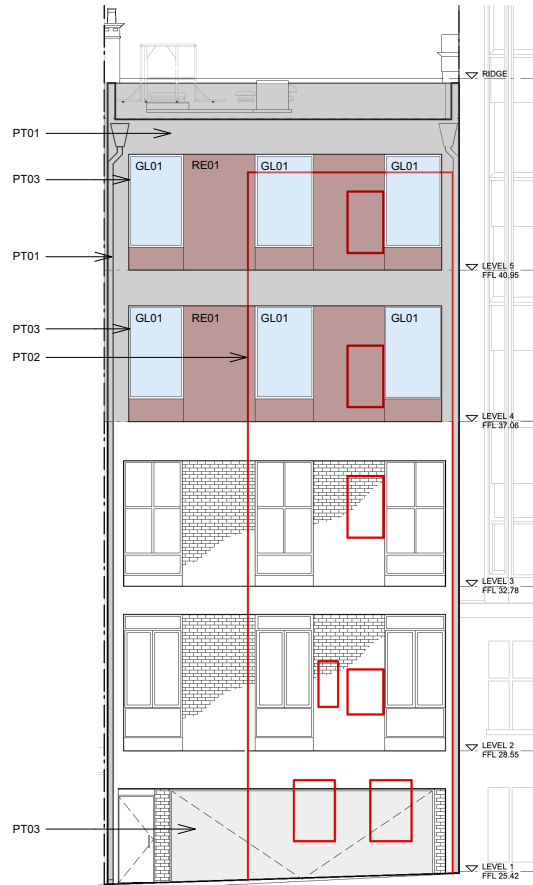 RIDGE
PT01
PT03
GL01 RE01 GL01 GL01
PT01
LEVEL 5
FFL 40.95
PT03
GL01 RE01 GL01 GL01
PT02
LEVEL 4
FFL 37.06
LEVEL 3
FFL 32.78
LEVEL 2
FFL 28.55
PT03
LEVEL 1
FFL 25.42